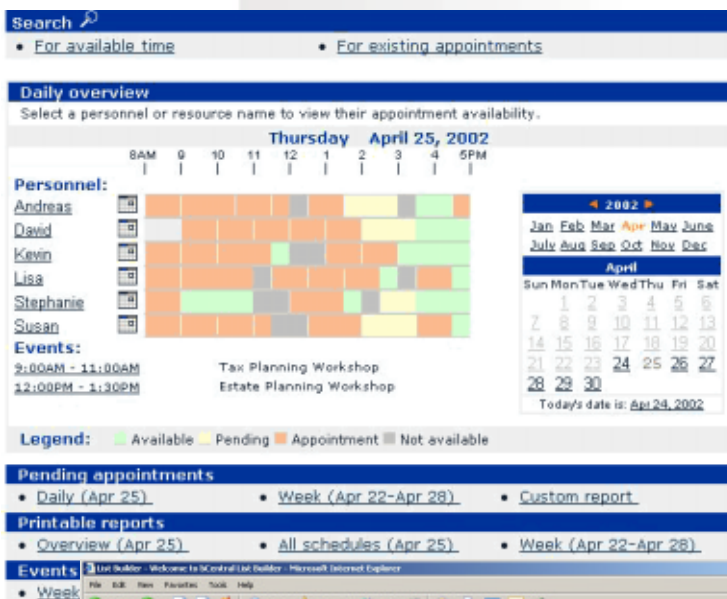 Search
• For available time • For existing appointments
Daily overview
Select a personnel or resource name to view their appointment availability.
Thursday April 25, 2002
8AM 9 10 11 12 1 2 3 4 5PM
Personnel:
Andreas
David
Kevin
Lisa
Stephanie
Susan
Events:
9:00AM - 11:00AM Tax Planning Workshop
12:00PM - 1:30PM Estate Planning Workshop
2002
Jan Feb Mar Apr May June
July Aug Sep Oct Nov Dec
April
Sun Mon Tue Wed Thu Fri Sat
1 2 3 4 5 6
7 8 9 10 11 12 13
14 15 16 17 18 19 20
21 22 23 24 25 26 27
28 29 30
Today's date is: Apr 24, 2002
Legend: Available Pending Appointment Not available
Pending appointments
• Daily (Apr 25) • Week (Apr 22-Apr 28) • Custom report
Printable reports
• Overview (Apr 25) • All schedules (Apr 25) • Week (Apr 22-Apr 28)
Events
List Builder - Welcome to bCentral List Builder - Microsoft Internet Explorer
File Edit View Favorites Tools Help
• Week